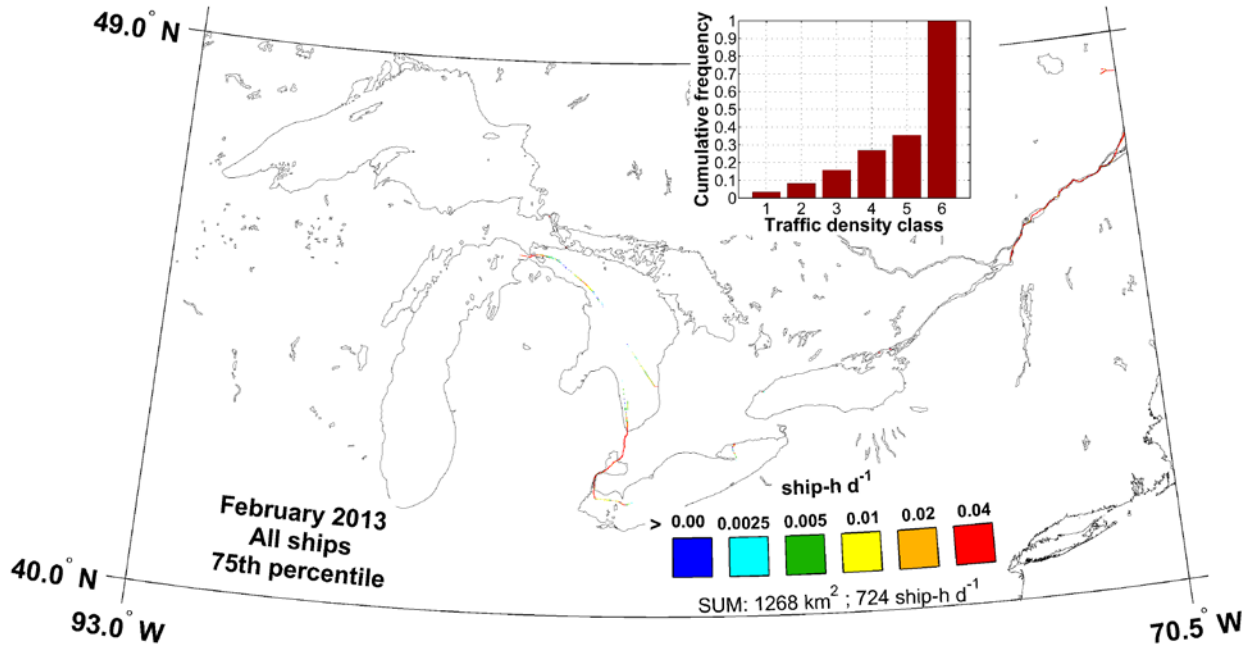 49.0° N
Cumulative frequency
1
0.9
0.8
0.7
0.6
0.5
0.4
0.3
0.2
0.1
0
1 2 3 4 5 6
Traffic density class
February 2013
All ships
75th percentile
ship-h d⁻¹
> 0.00 0.0025 0.005 0.01 0.02 0.04
SUM: 1268 km² ; 724 ship-h d⁻¹
40.0° N
93.0° W
70.5° W